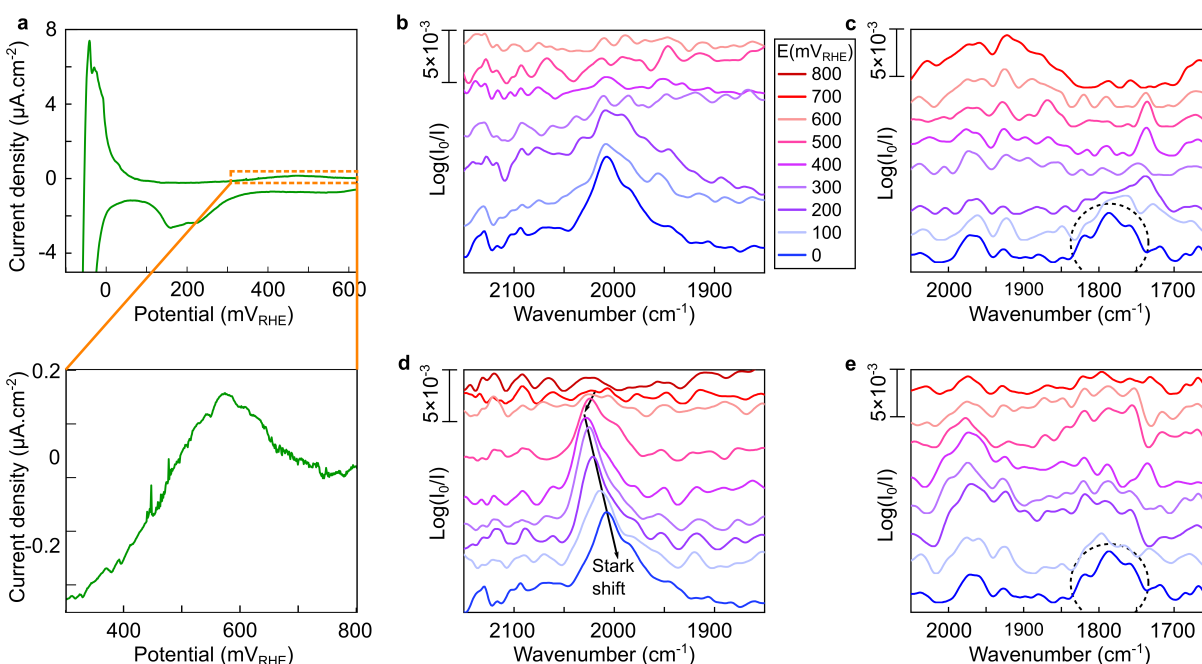 a
Current density (µA.cm⁻²)
8
4
0
-4
0
200
400
600
Potential (mV_RHE)
0.2
0
-0.2
Current density (µA.cm⁻²)
400
600
800
Potential (mV_RHE)
b
5×10⁻³
Log(I₀/I)
2100
2000
1900
Wavenumber (cm⁻¹)
E(mV_RHE)
800
700
600
500
400
300
200
100
0
c
5×10⁻³
Log(I₀/I)
2000
1900
1800
1700
Wavenumber (cm⁻¹)
d
5×10⁻³
Log(I₀/I)
Stark
shift
2100
2000
1900
Wavenumber (cm⁻¹)
e
5×10⁻³
Log(I₀/I)
2000
1900
1800
1700
Wavenumber (cm⁻¹)